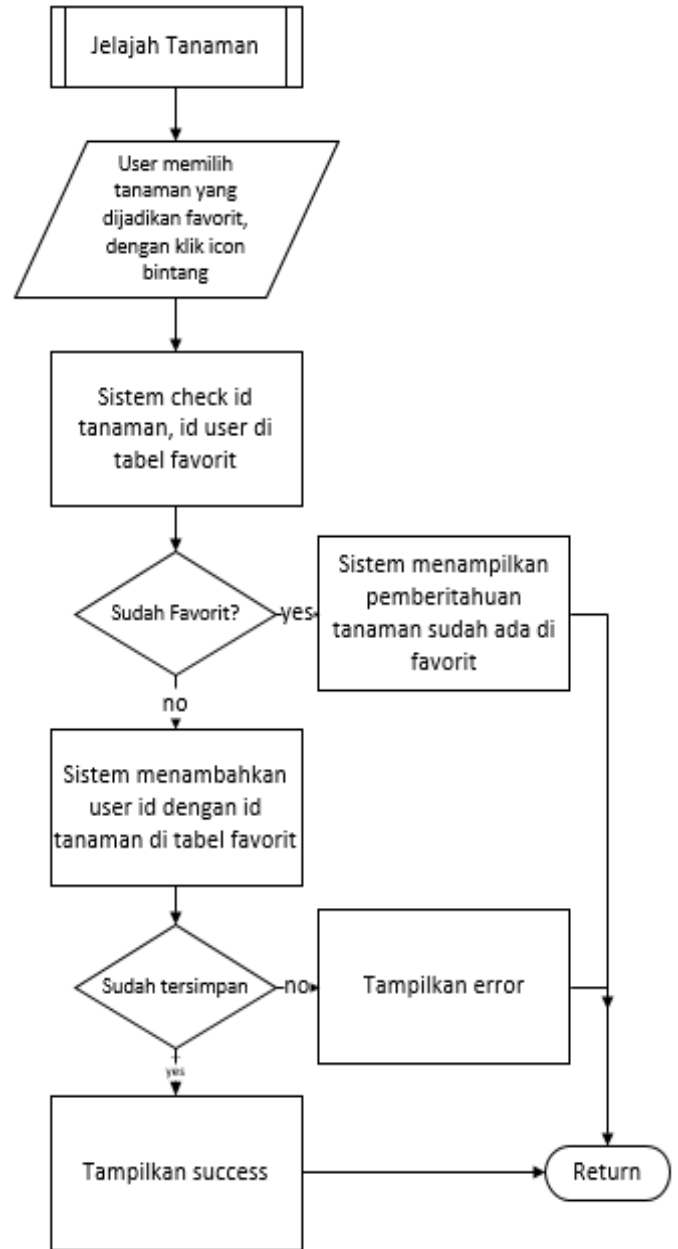 Jelajah Tanaman
User memilih
tanaman yang
dijadikan favorit,
dengan klik icon
bintang
Sistem check id
tanaman, id user di
tabel favorit
Sudah Favorit?
yes
Sistem menampilkan
pemberitahuan
tanaman sudah ada di
favorit
no
Sistem menambahkan
user id dengan id
tanaman di tabel favorit
Sudah tersimpan
no
Tampilkan error
yes
Tampilkan success
Return